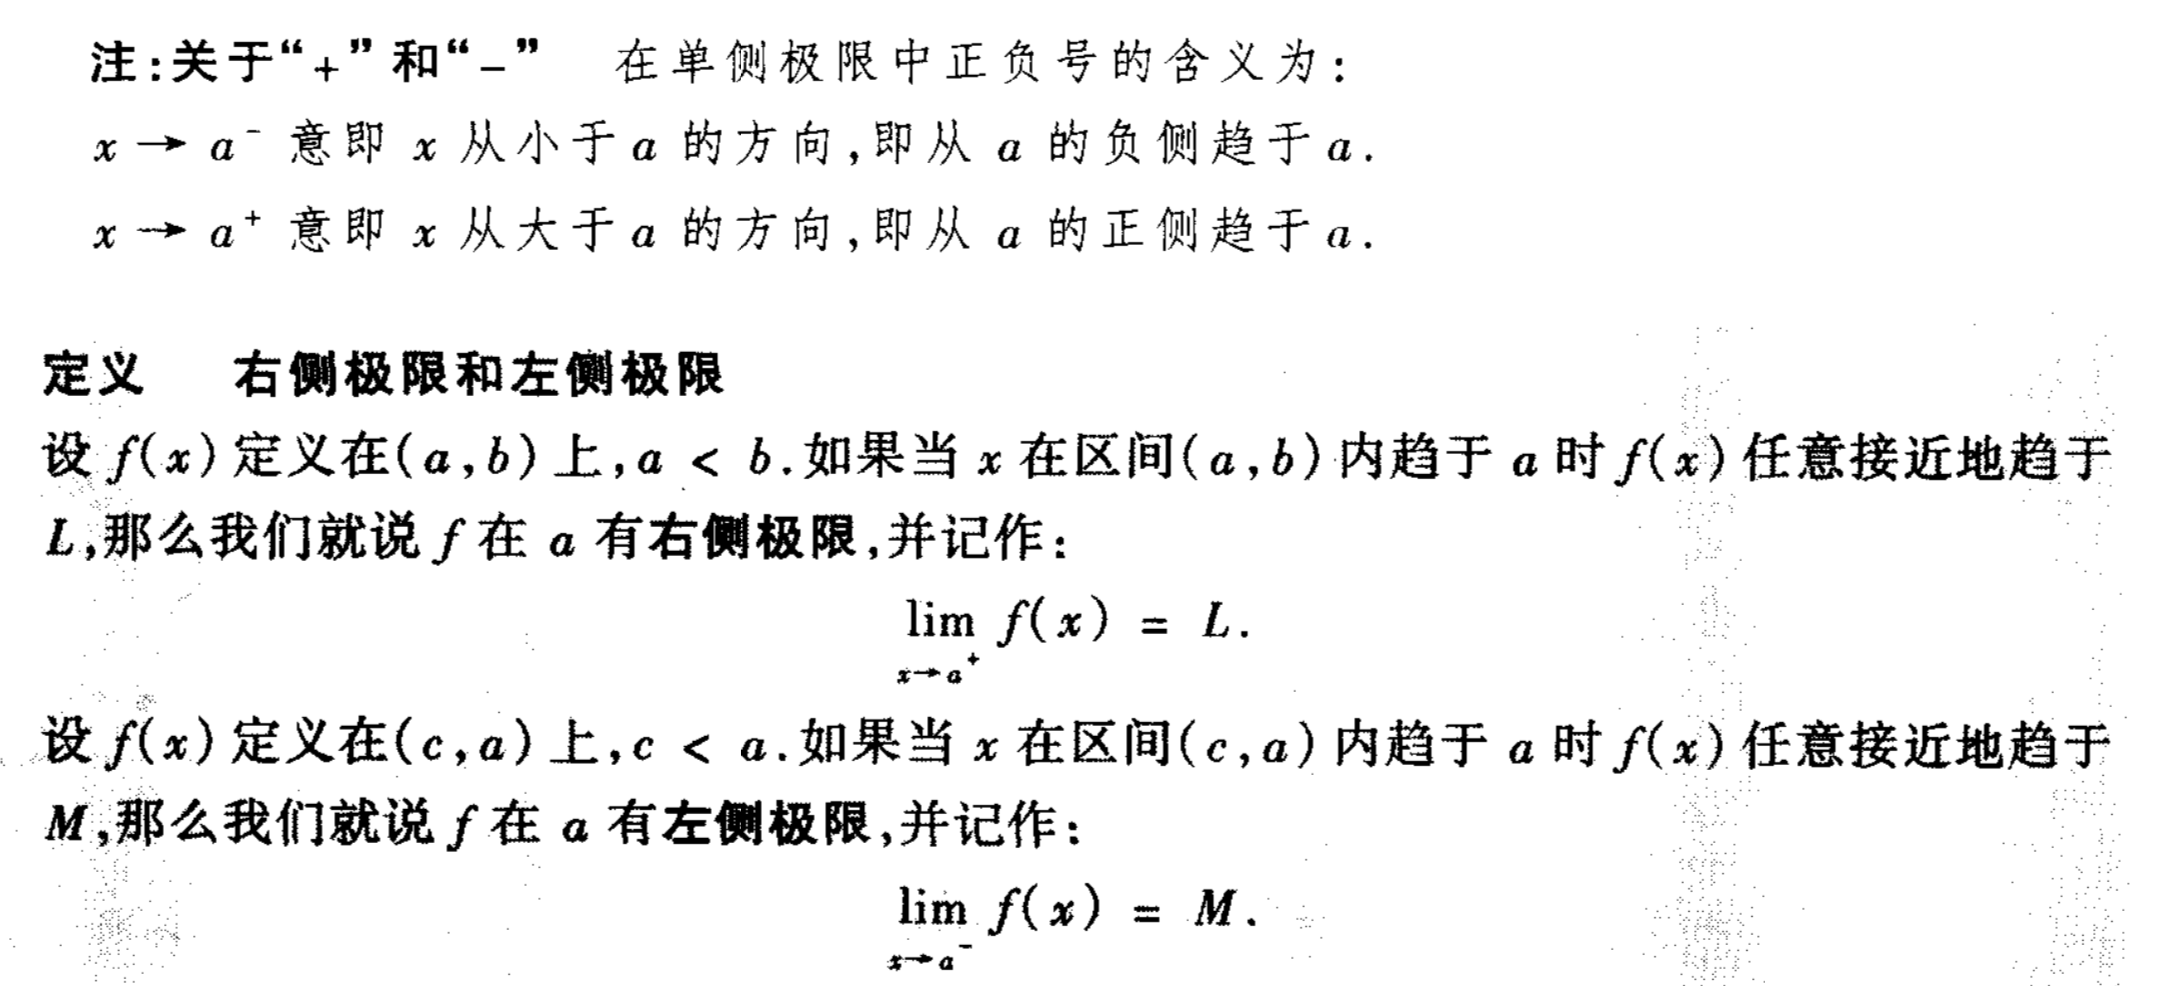 注:关于“+”和“-” 在单侧极限中正负号的含义为:
x → a⁻ 意即 x 从小于 a 的方向,即从 a 的负侧趋于 a.
x → a⁺ 意即 x 从大于 a 的方向,即从 a 的正侧趋于 a.
定义 右侧极限和左侧极限
设 f(x) 定义在(a,b)上,a < b.如果当 x 在区间(a,b)内趋于 a 时 f(x) 任意接近地趋于
L,那么我们就说 f 在 a 有右侧极限,并记作:
lim f(x) = L.
x→a⁺
设 f(x) 定义在(c,a)上,c < a.如果当 x 在区间(c,a)内趋于 a 时 f(x) 任意接近地趋于
M,那么我们就说 f 在 a 有左侧极限,并记作:
lim f(x) = M.
x→a⁻